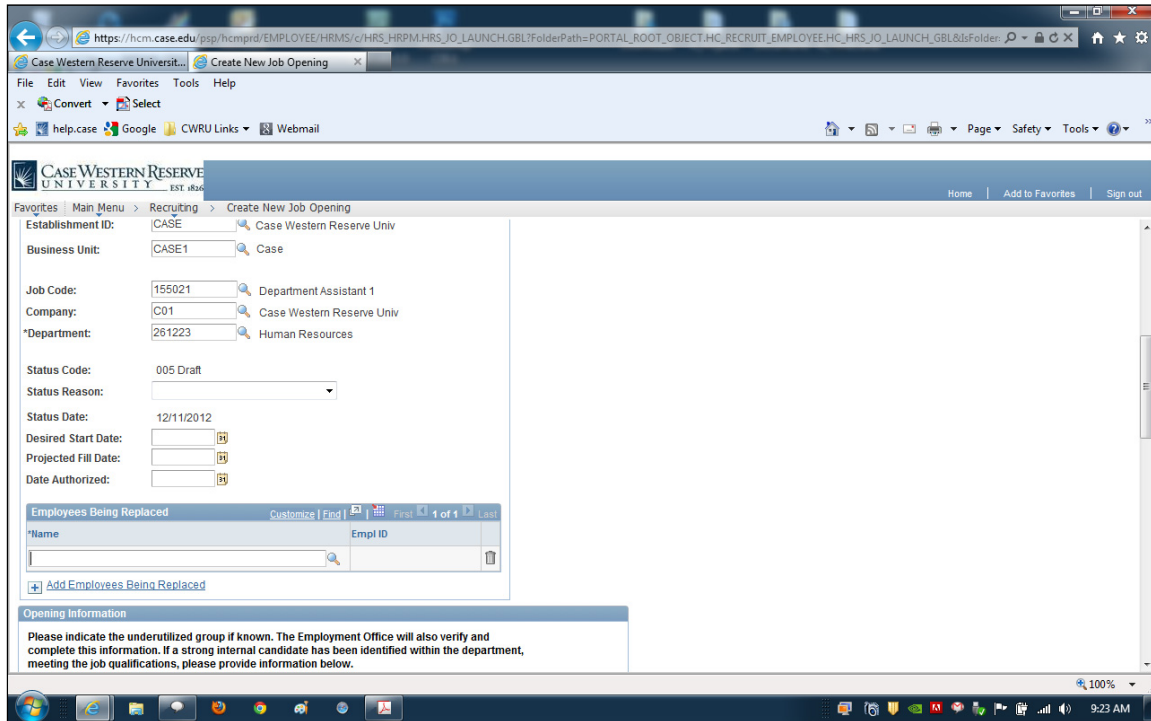 https://hcm.case.edu/psp/hcmprd/EMPLOYEE/HRMS/c/HRS_HRPM.HRS_JO_LAUNCH.GBL?FolderPath=PORTAL_ROOT_OBJECT.HC_RECRUIT_EMPLOYEE.HC_HRS_JO_LAUNCH_GBL&IsFolder:
Case Western Reserve Universit... Create New Job Opening
File Edit View Favorites Tools Help
x Convert Select
help.case Google CWRU Links Webmail Page Safety Tools
CASE WESTERN RESERVE
UNIVERSITY EST. 1826
Home | Add to Favorites | Sign out
Favorites Main Menu > Recruiting > Create New Job Opening
Establishment ID: CASE Case Western Reserve Univ
Business Unit: CASE1 Case
Job Code: 155021 Department Assistant 1
Company: C01 Case Western Reserve Univ
*Department: 261223 Human Resources
Status Code: 005 Draft
Status Reason:
Status Date: 12/11/2012
Desired Start Date: 31
Projected Fill Date: 31
Date Authorized: 31
Employees Being Replaced Customize | Find | | First 1 of 1 Last
*Name Empl ID
Add Employees Being Replaced
Opening Information
Please indicate the underutilized group if known. The Employment Office will also verify and
complete this information. If a strong internal candidate has been identified within the department,
meeting the job qualifications, please provide information below.
100%
9:23 AM